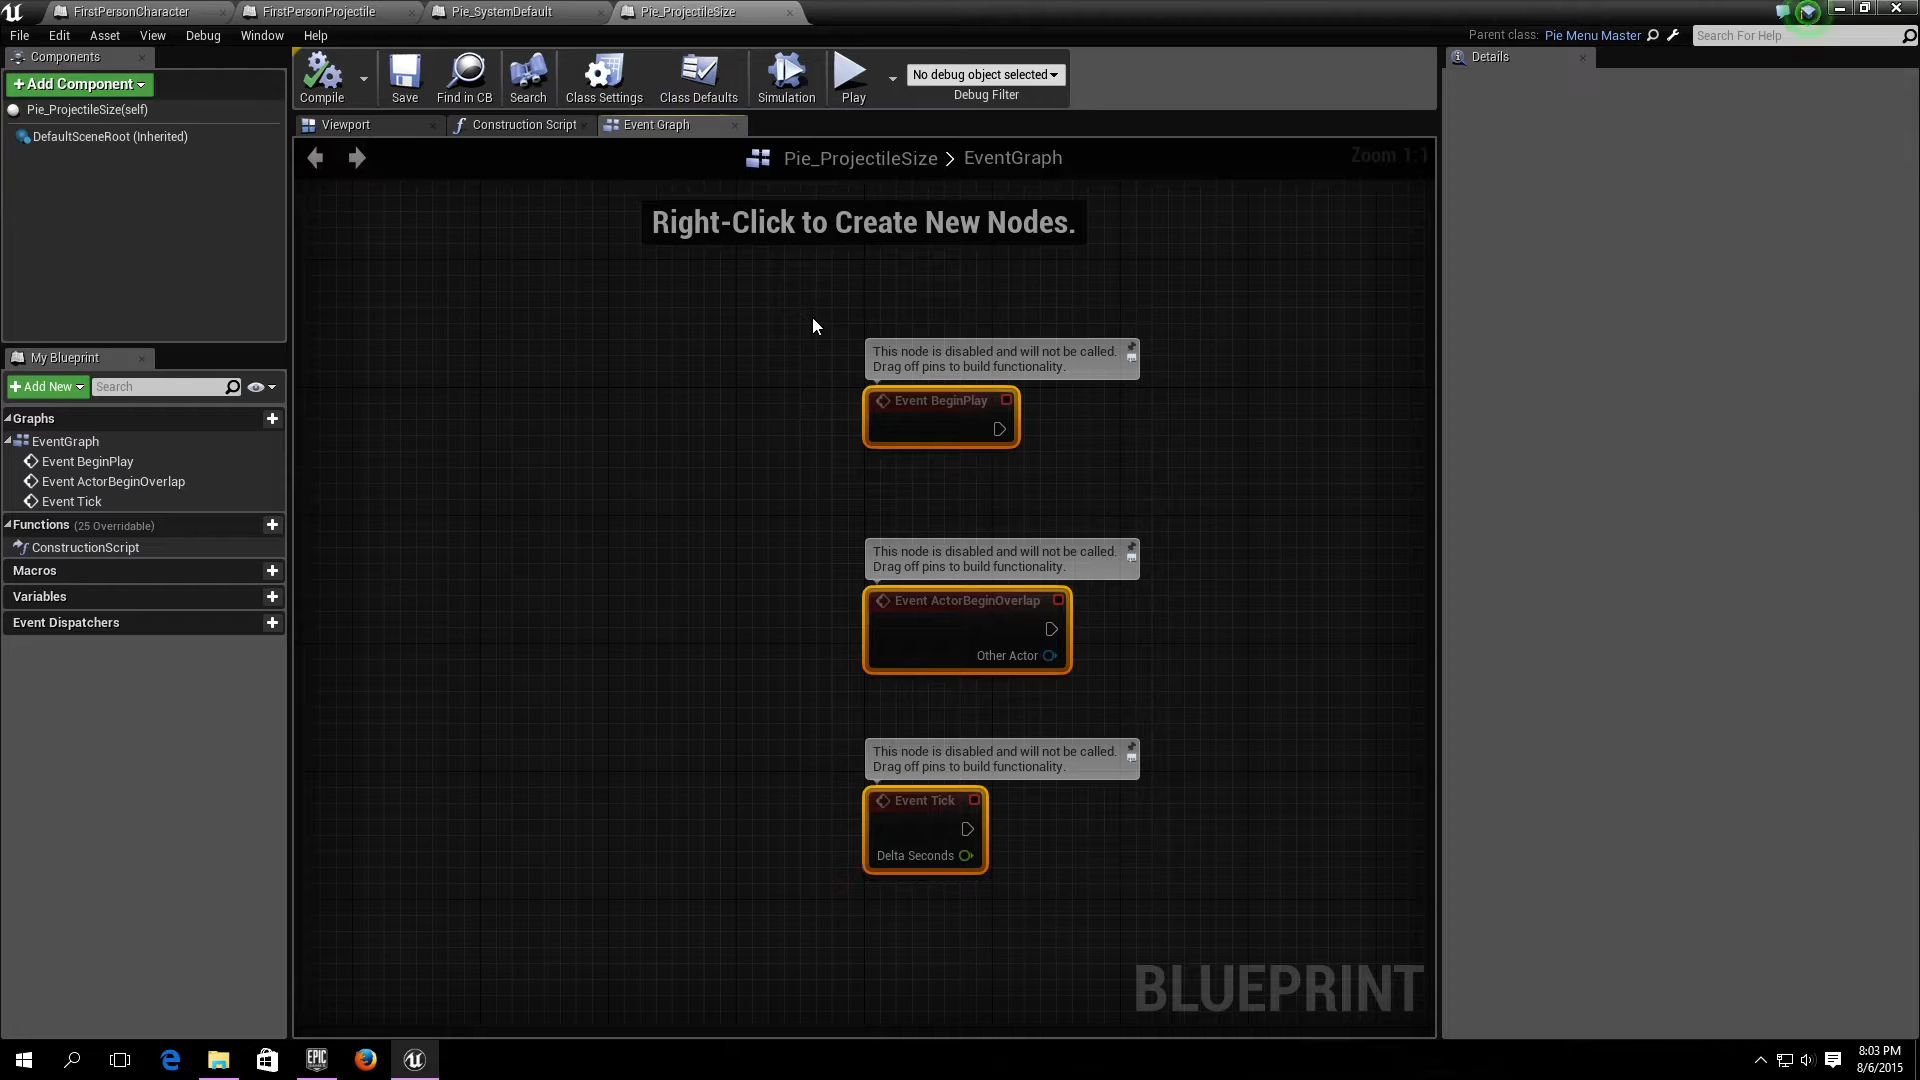 FirstPersonCharacter
FirstPersonProjectile
Pie_SystemDefault
Pie_ProjectileSize
File
Edit
Asset
View
Debug
Window
Help
Parent class:
Pie Menu Master
Search For Help
Components
+ Add Component
Pie_ProjectileSize(self)
DefaultSceneRoot (Inherited)
Compile
Save
Find in CB
Search
Class Settings
Class Defaults
Simulation
Play
No debug object selected
Debug Filter
Details
Viewport
Construction Script
Event Graph
Pie_ProjectileSize > EventGraph
Zoom 1:1
Right-Click to Create New Nodes.
This node is disabled and will not be called.
Drag off pins to build functionality.
Event BeginPlay
This node is disabled and will not be called.
Drag off pins to build functionality.
Event ActorBeginOverlap
Other Actor
This node is disabled and will not be called.
Drag off pins to build functionality.
Event Tick
Delta Seconds
BLUEPRINT
My Blueprint
+ Add New
Search
Graphs
EventGraph
Event BeginPlay
Event ActorBeginOverlap
Event Tick
Functions (25 Overridable)
ConstructionScript
Macros
Variables
Event Dispatchers
EPIC
GAMES
8:03 PM
8/6/2015